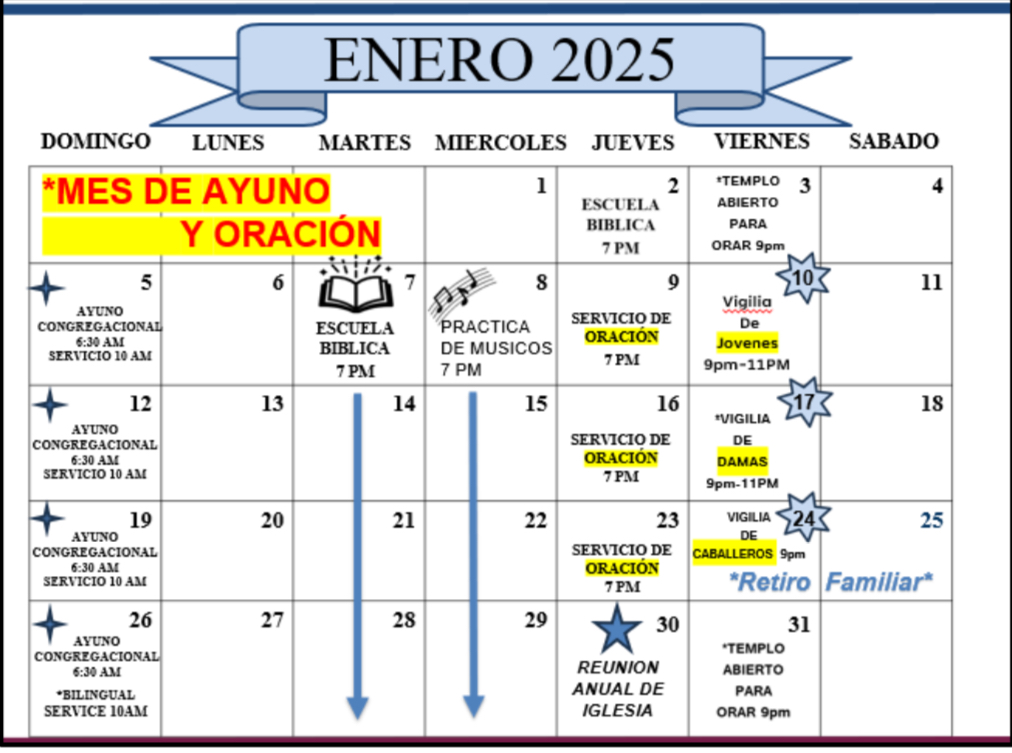 ENERO 2025
DOMINGO LUNES MARTES MIERCOLES JUEVES VIERNES SABADO
*MES DE AYUNO
Y ORACIÓN
1
2
ESCUELA
BIBLICA
7 PM
3
*TEMPLO
ABIERTO
PARA
ORAR 9pm
4
5
AYUNO
CONGREGACIONAL
6:30 AM
SERVICIO 10 AM
6
7
ESCUELA
BIBLICA
7 PM
8
PRACTICA
DE MUSICOS
7 PM
9
SERVICIO DE
ORACIÓN
7 PM
10
Vigilia
De
Jovenes
9pm-11PM
11
12
AYUNO
CONGREGACIONAL
6:30 AM
SERVICIO 10 AM
13
14
15
16
SERVICIO DE
ORACIÓN
7 PM
17
*VIGILIA
DE
DAMAS
9pm-11PM
18
19
AYUNO
CONGREGACIONAL
6:30 AM
SERVICIO 10 AM
20
21
22
23
SERVICIO DE
ORACIÓN
7 PM
24
VIGILIA
DE
CABALLEROS 9pm
25
*Retiro Familiar*
26
AYUNO
CONGREGACIONAL
6:30 AM
*BILINGUAL
SERVICE 10AM
27
28
29
30
REUNION
ANUAL DE
IGLESIA
31
*TEMPLO
ABIERTO
PARA
ORAR 9pm